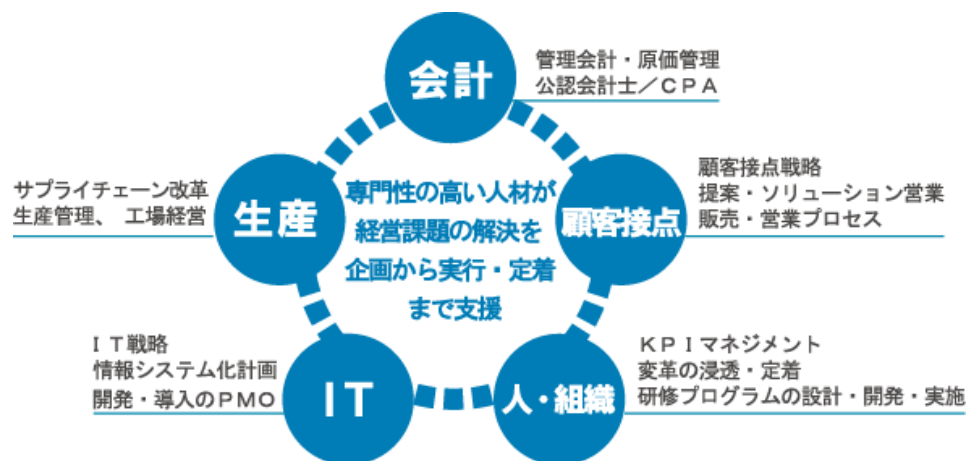 会計
管理会計・原価管理
公認会計士／ＣＰＡ
顧客接点
顧客接点戦略
提案・ソリューション営業
販売・営業プロセス
生産
サプライチェーン改革
生産管理、 工場経営
専門性の高い人材が
経営課題の解決を
企画から実行・定着
まで支援
ＩＴ
ＩＴ戦略
情報システム化計画
開発・導入のＰＭＯ
人・組織
ＫＰＩマネジメント
変革の浸透・定着
研修プログラムの設計・開発・実施